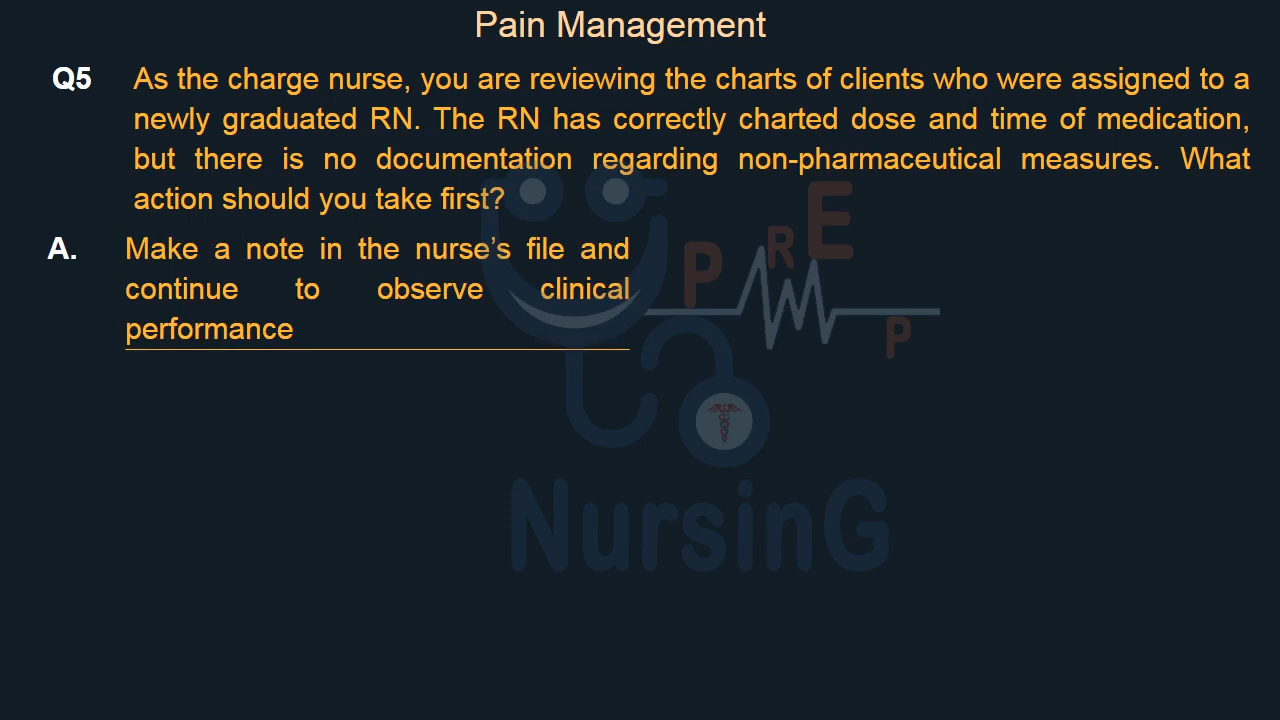 Pain Management
Q5 As the charge nurse, you are reviewing the charts of clients who were assigned to a
newly graduated RN. The RN has correctly charted dose and time of medication,
but there is no documentation regarding non-pharmaceutical measures. What
action should you take first?
A. Make a note in the nurse’s file and
continue to observe clinical
performance
PREP
NursinG